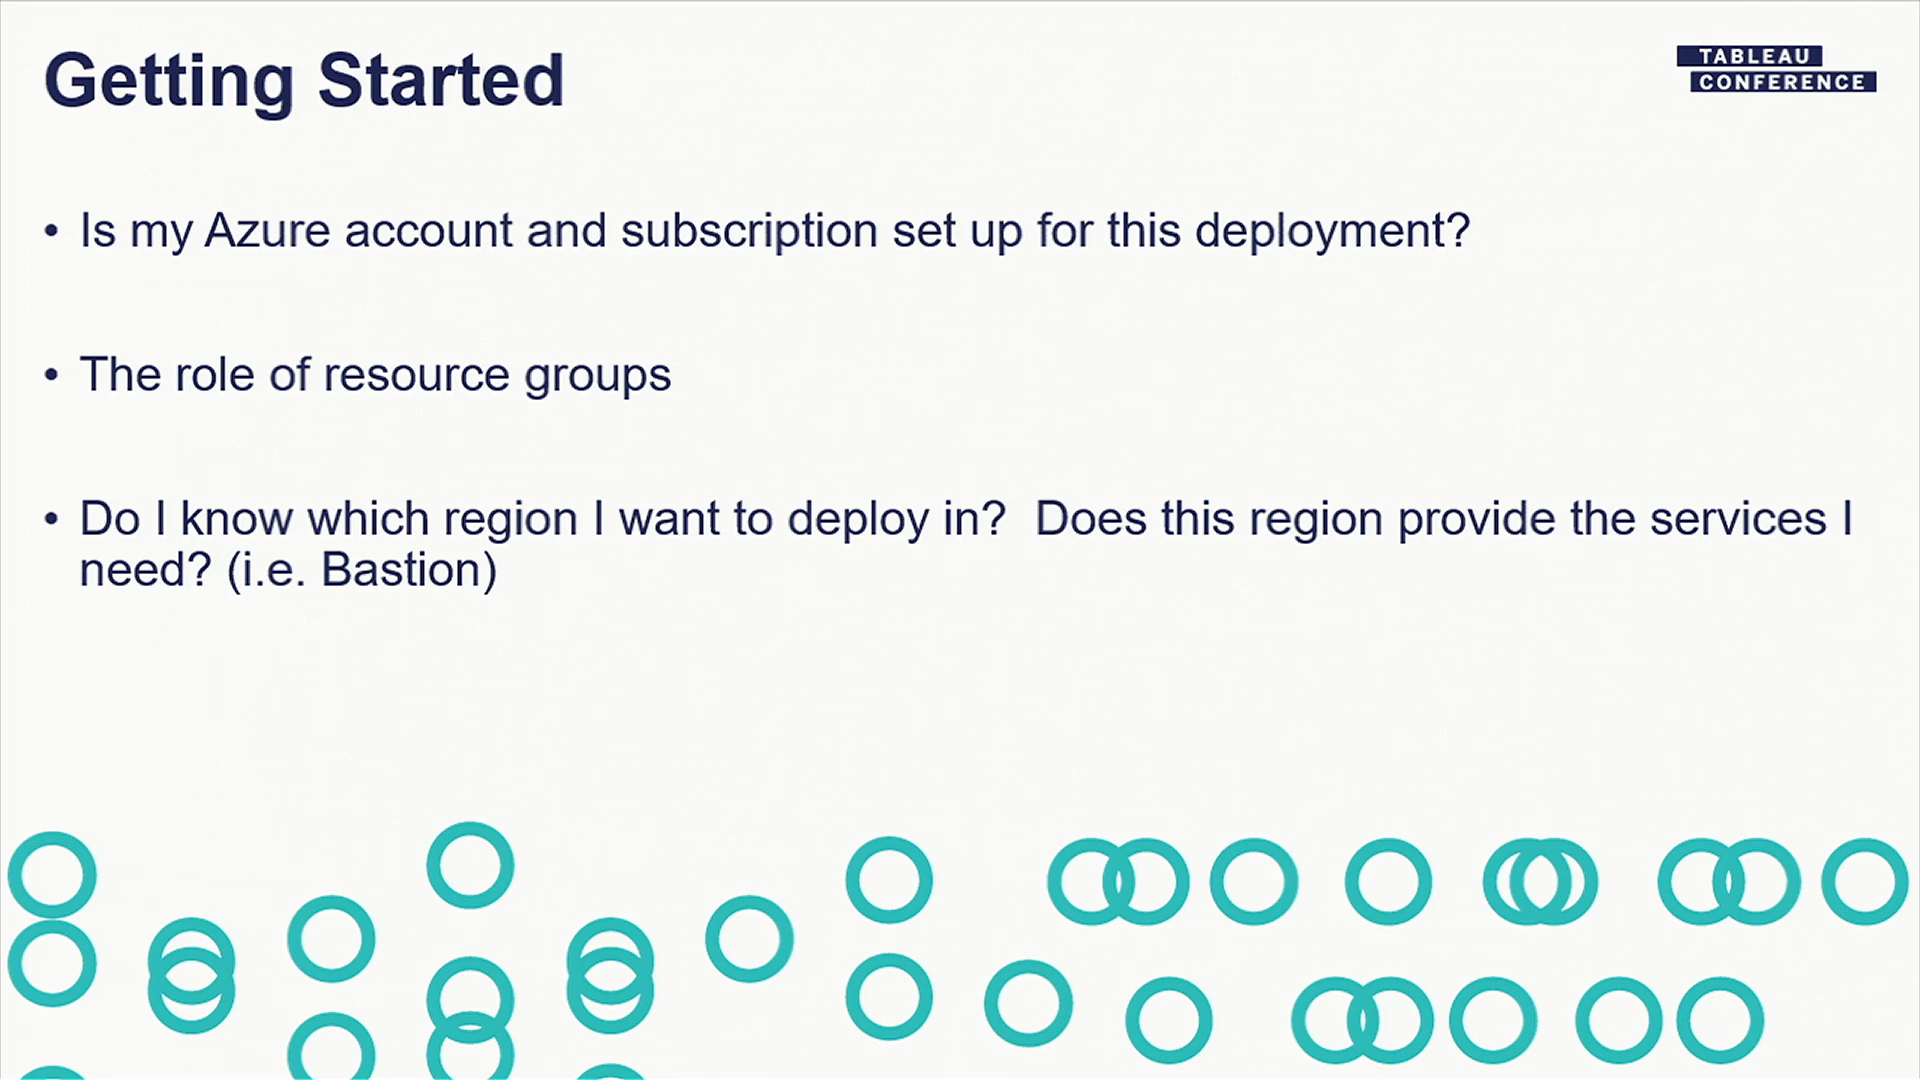 Getting Started
TABLEAU
CONFERENCE
• Is my Azure account and subscription set up for this deployment?
• The role of resource groups
• Do I know which region I want to deploy in?  Does this region provide the services I
need? (i.e. Bastion)